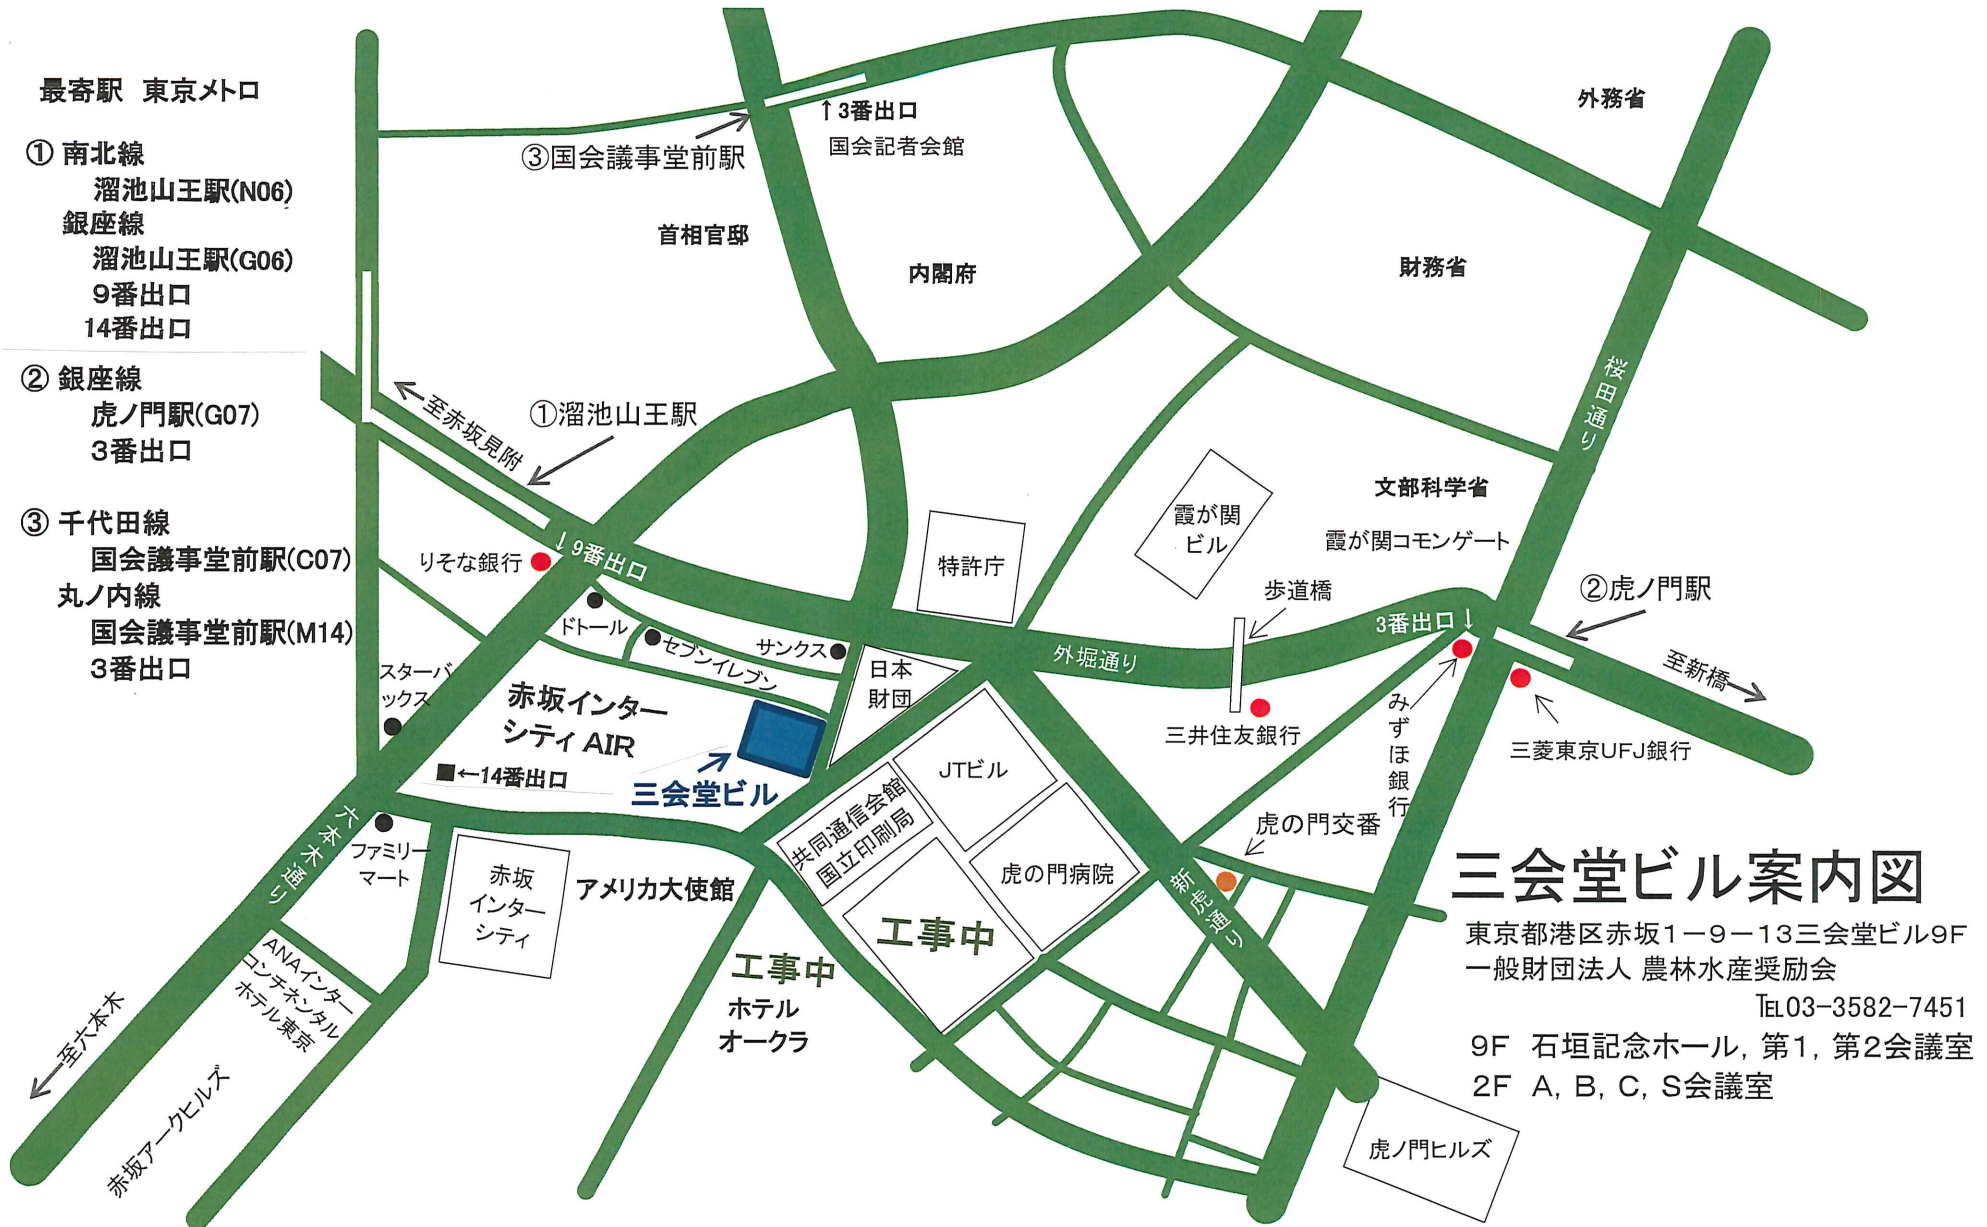 最寄駅 東京メトロ
① 南北線
溜池山王駅(N06)
銀座線
溜池山王駅(G06)
9番出口
14番出口
② 銀座線
虎ノ門駅(G07)
3番出口
③ 千代田線
国会議事堂前駅(C07)
丸ノ内線
国会議事堂前駅(M14)
3番出口
↑3番出口
国会記者会館
③国会議事堂前駅
外務省
首相官邸
内閣府
財務省
桜田通り
←至赤坂見附
①溜池山王駅
文部科学省
霞が関コモンゲート
霞が関
ビル
特許庁
りそな銀行
↓9番出口
歩道橋
②虎ノ門駅
3番出口↓
ドトール
セブンイレブン
サンクス
日本
財団
外堀通り
至新橋→
スターバ
ックス
赤坂インター
シティ AIR
■←14番出口
三会堂ビル
三井住友銀行
みずほ銀行
三菱東京UFJ銀行
JTビル
共同通信会館
国立印刷局
虎の門病院
虎の門交番
新虎通り
六本木通り
ファミリー
マート
赤坂
インター
シティ
アメリカ大使館
工事中
工事中
ホテル
オークラ
ANAインター
コンチネンタル
ホテル東京
←至六本木
赤坂アークヒルズ
虎ノ門ヒルズ
三会堂ビル案内図
東京都港区赤坂1－9－13三会堂ビル9F
一般財団法人 農林水産奨励会
℡03-3582-7451
9F 石垣記念ホール, 第1, 第2会議室
2F A, B, C, S会議室